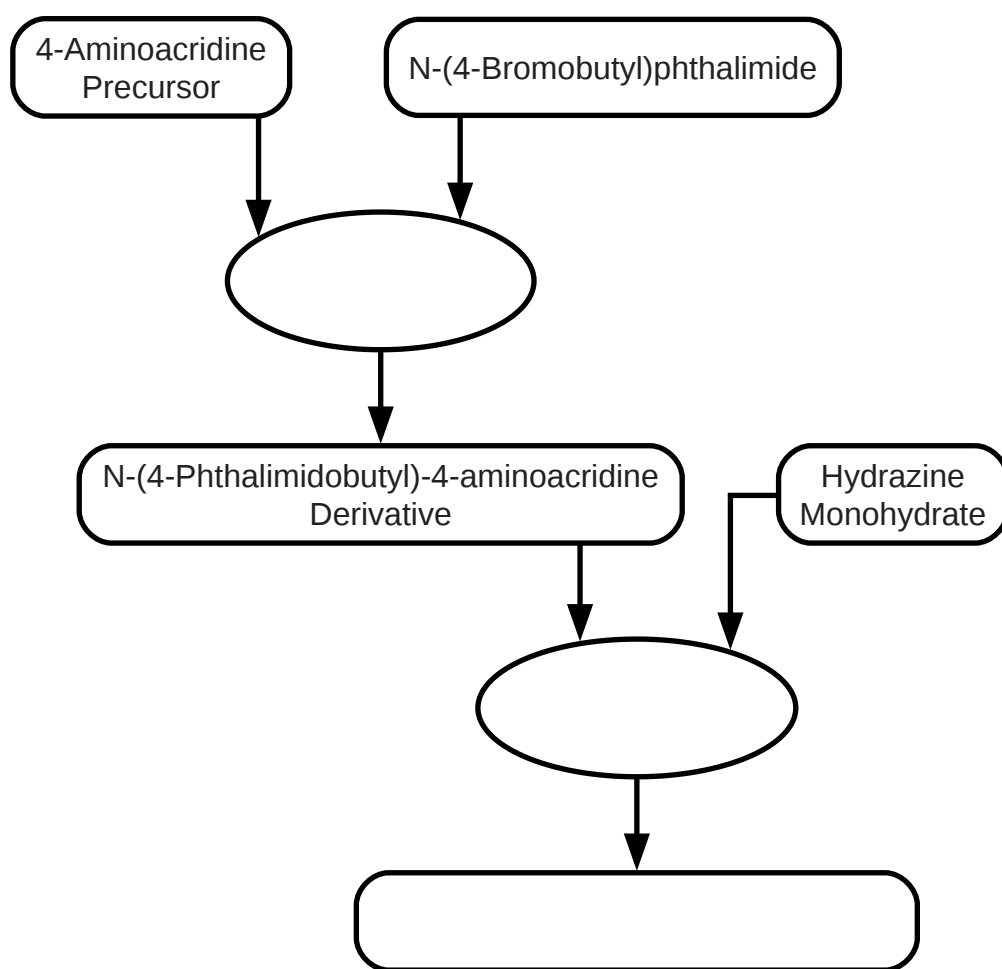 4-Aminoacridine
Precursor
N-(4-Bromobutyl)phthalimide
N-(4-Phthalimidobutyl)-4-aminoacridine
Derivative
Hydrazine
Monohydrate